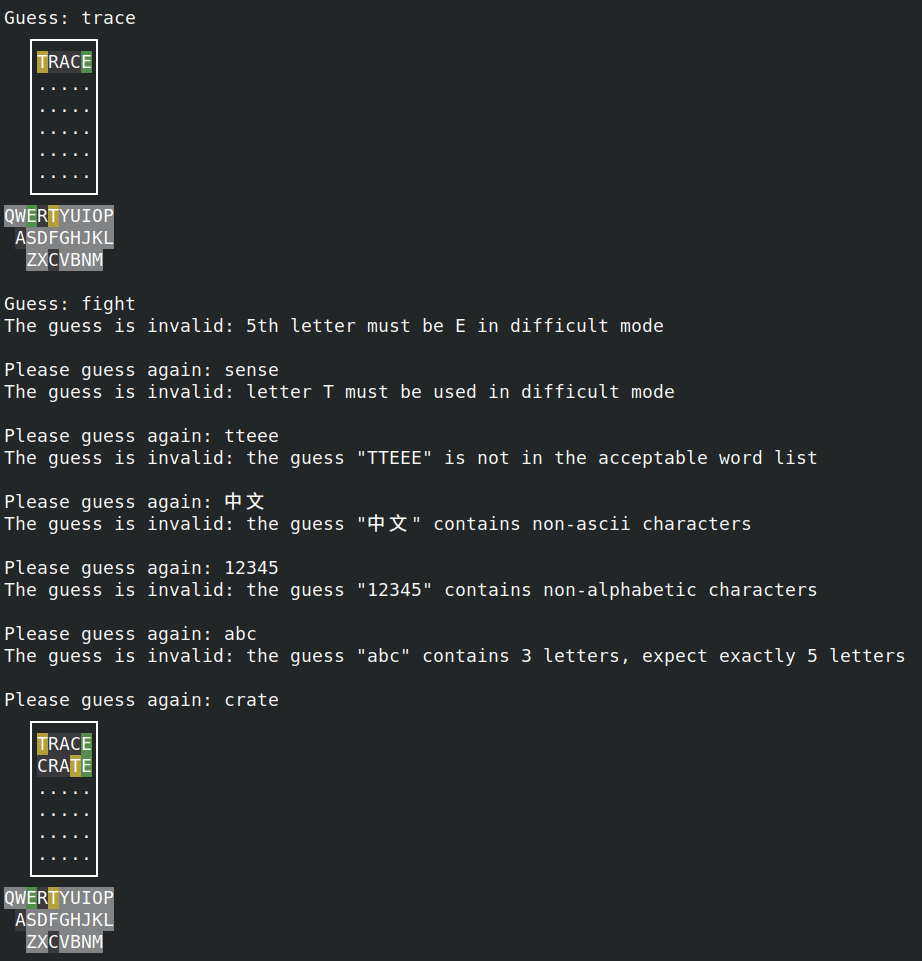 Guess: trace
TRACE
.....
.....
.....
.....
.....
QWERTYUIOP
ASDFGHJKL
ZXCVBNM
Guess: fight
The guess is invalid: 5th letter must be E in difficult mode
Please guess again: sense
The guess is invalid: letter T must be used in difficult mode
Please guess again: tteee
The guess is invalid: the guess "TTEEE" is not in the acceptable word list
Please guess again: 中文
The guess is invalid: the guess "中文" contains non-ascii characters
Please guess again: 12345
The guess is invalid: the guess "12345" contains non-alphabetic characters
Please guess again: abc
The guess is invalid: the guess "abc" contains 3 letters, expect exactly 5 letters
Please guess again: crate
TRACE
CRATE
.....
.....
.....
.....
QWERTYUIOP
ASDFGHJKL
ZXCVBNM